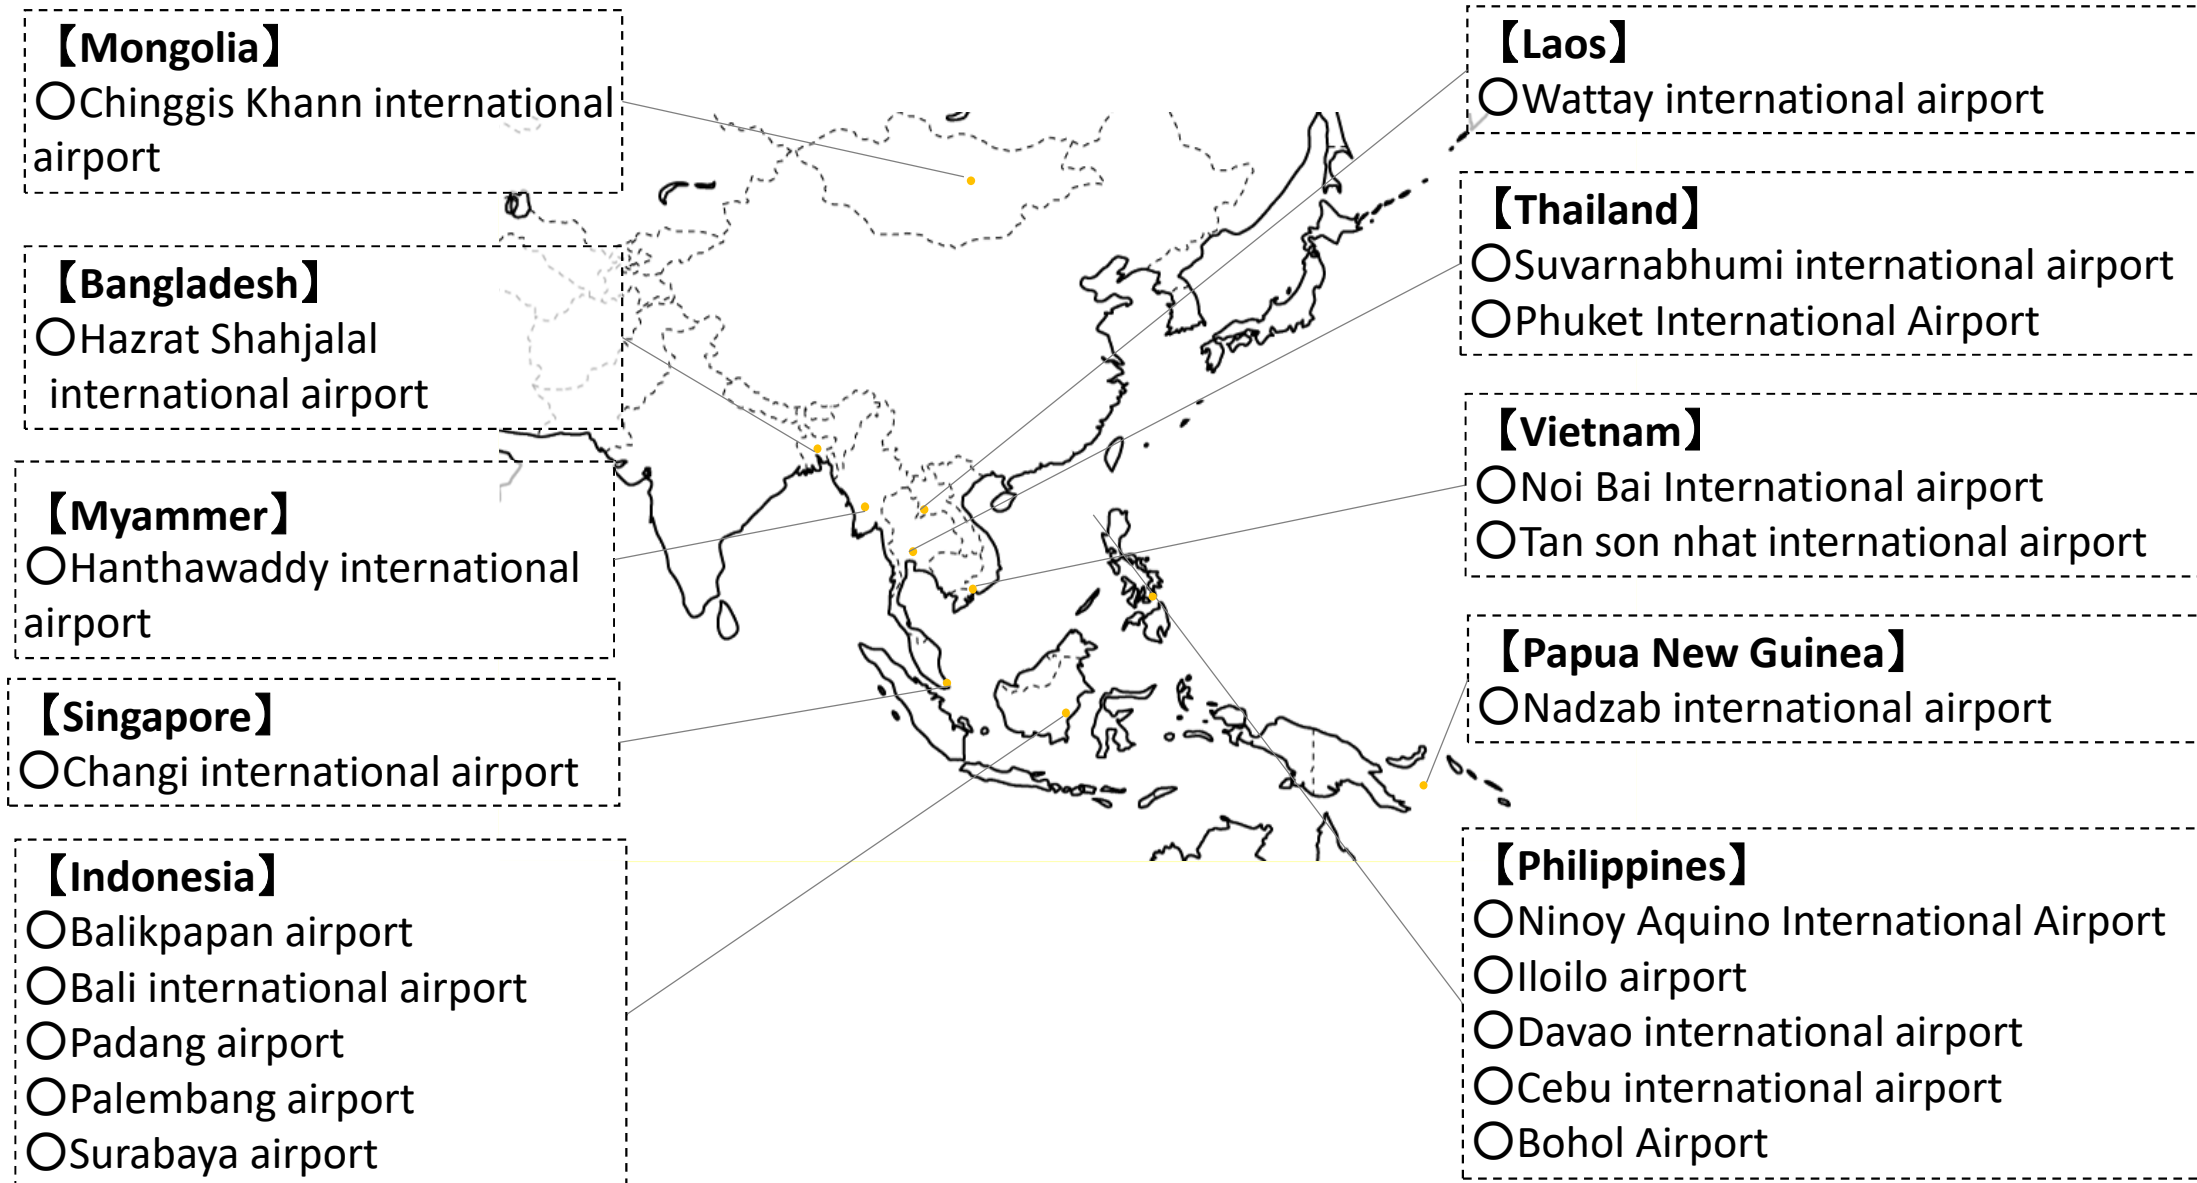 【Mongolia】
〇Chinggis Khann international
airport
【Bangladesh】
〇Hazrat Shahjalal
international airport
【Myammer】
〇Hanthawaddy international
airport
【Singapore】
〇Changi international airport
【Indonesia】
〇Balikpapan airport
〇Bali international airport
〇Padang airport
〇Palembang airport
〇Surabaya airport
【Laos】
〇Wattay international airport
【Thailand】
〇Suvarnabhumi international airport
〇Phuket International Airport
【Vietnam】
〇Noi Bai International airport
〇Tan son nhat international airport
【Papua New Guinea】
〇Nadzab international airport
【Philippines】
〇Ninoy Aquino International Airport
〇Iloilo airport
〇Davao international airport
〇Cebu international airport
〇Bohol Airport